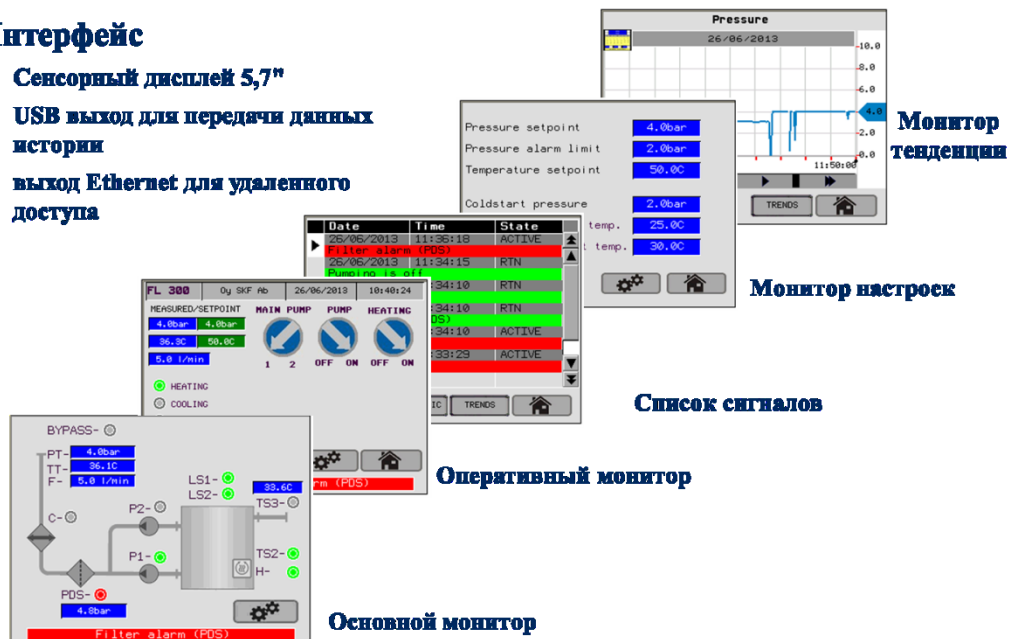 Интерфейс
Сенсорный дисплей 5,7"
USB выход для передачи данных
истории
выход Ethernet для удаленного
доступа
Pressure
26/06/2013
10.0
8.0
6.0
4.0
2.0
0.0
11:50:00
TRENDS
Монитор
тенденции
Pressure setpoint 4.0bar
Pressure alarm limit 2.0bar
Temperature setpoint 50.0C
Coldstart pressure 2.0bar
temp. 25.0C
temp. 30.0C
Монитор настроек
Date Time State
26/06/2013 11:36:18 ACTIVE
Filter alarm (PDS)
26/06/2013 11:34:15 RTN
Pumping is off
:34:10 RTN
:34:10 RTN
:34:10 ACTIVE
:33:29 ACTIVE
TRENDS
Список сигналов
FL 300 Oy SKF Ab 26/06/2013 10:40:24
MEASURED/SETPOINT MAIN PUMP PUMP HEATING
4.0bar 4.0bar
36.3C 50.0C
5.0 l/min
1 2 OFF ON OFF ON
HEATING
COOLING
rm (PDS)
Оперативный монитор
BYPASS-
PT- 4.0bar
TT- 36.1C
F- 5.0 l/min
LS1-
LS2-
33.6C
TS3-
C-
P2-
P1-
TS2-
H-
PDS-
4.8bar
Filter alarm (PDS)
Основной монитор